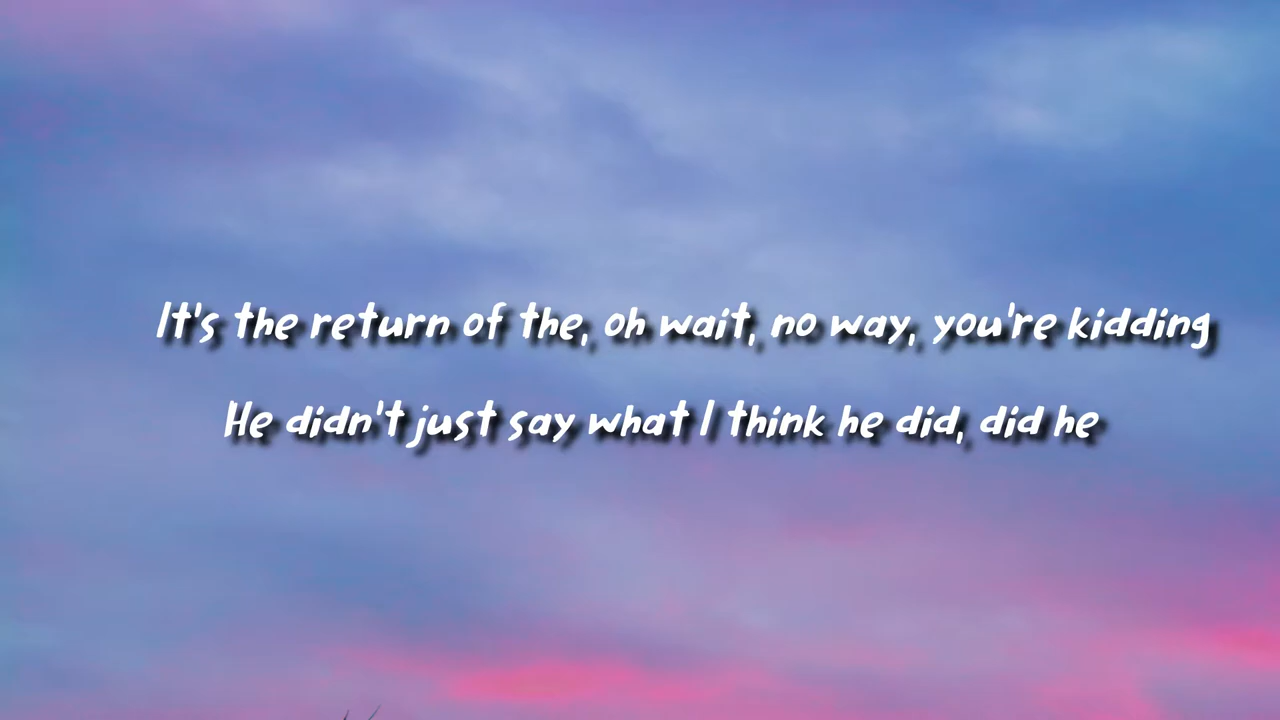 It's the return of the, oh wait, no way, you're kidding
He didn't just say what I think he did, did he